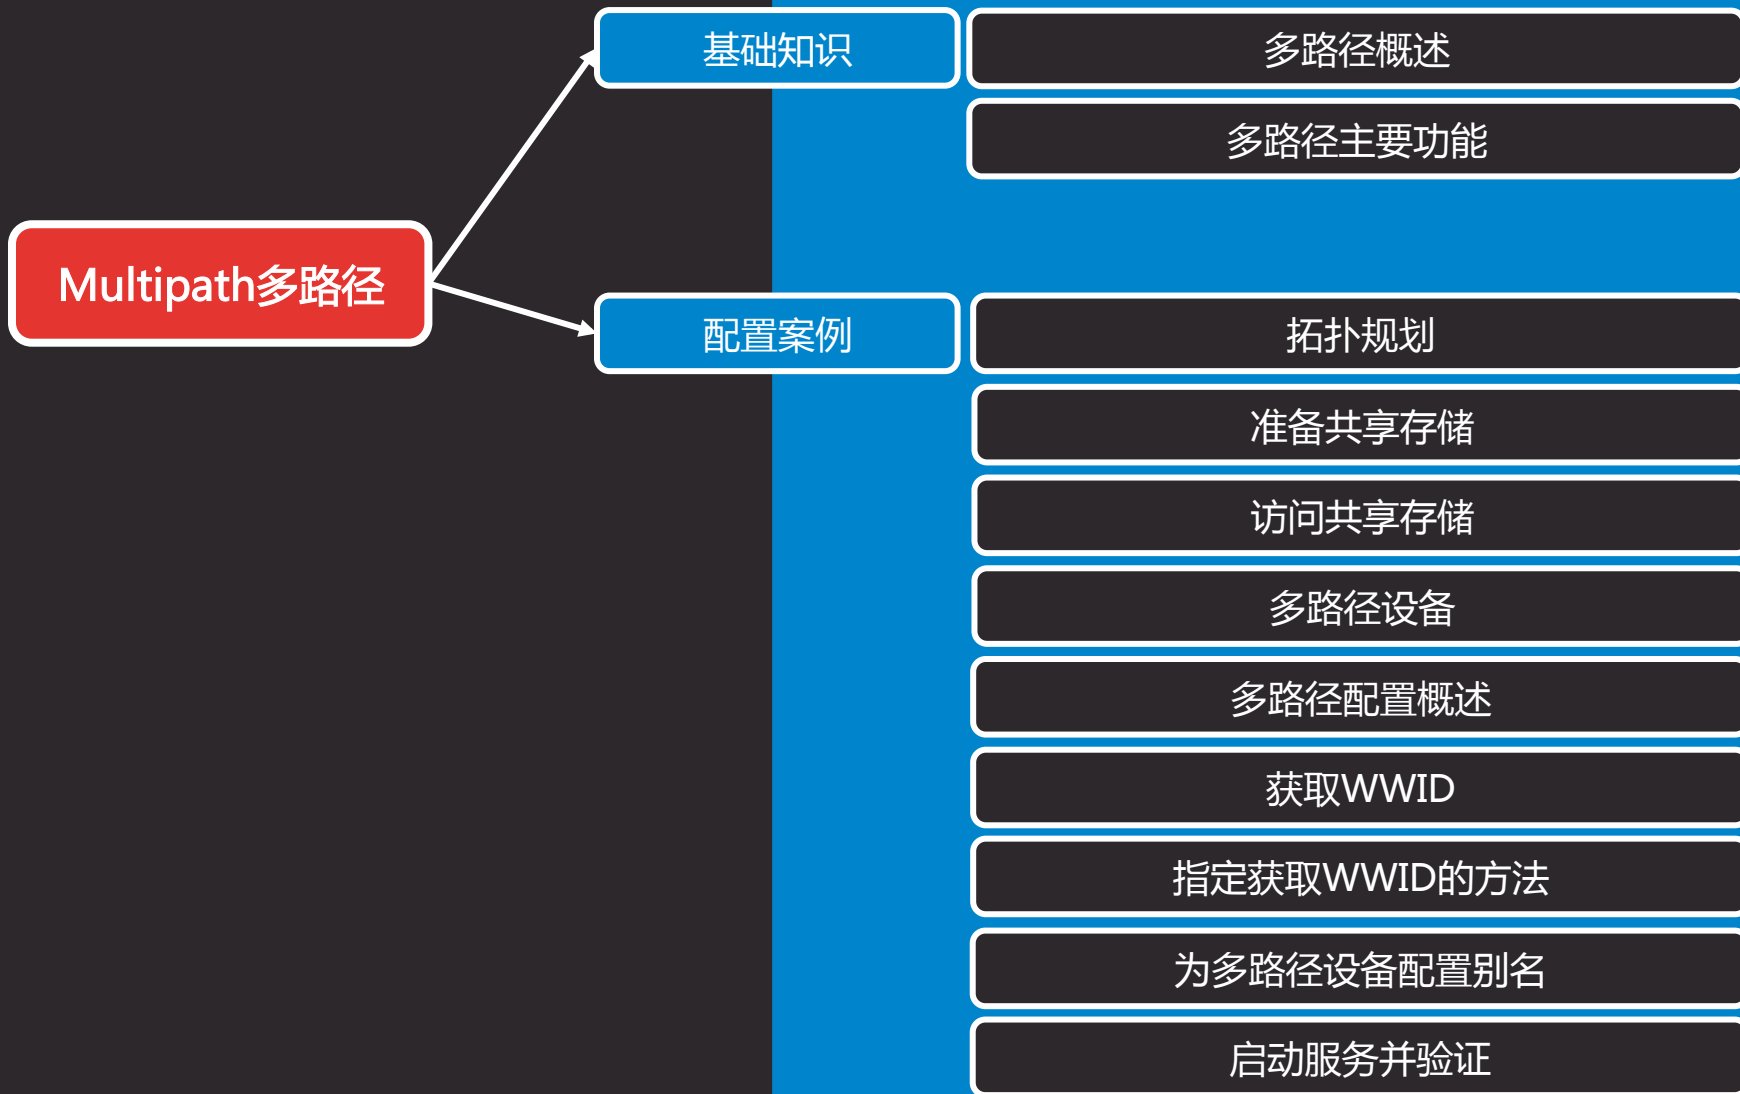 Multipath多路径
基础知识
多路径概述
多路径主要功能
配置案例
拓扑规划
准备共享存储
访问共享存储
多路径设备
多路径配置概述
获取WWID
指定获取WWID的方法
为多路径设备配置别名
启动服务并验证